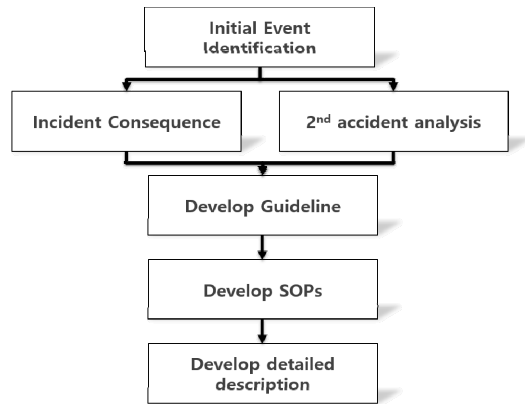 Initial Event
Identification
Incident Consequence
2nd accident analysis
Develop Guideline
Develop SOPs
Develop detailed
description